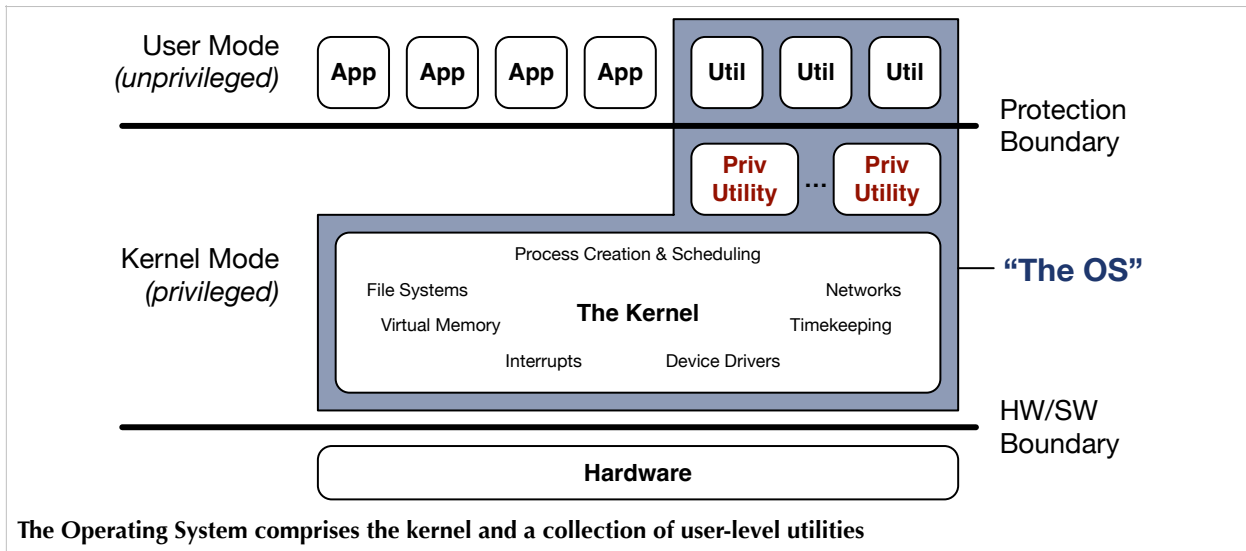 User Mode
(unprivileged)
App App App App Util Util Util
Protection
Boundary
Priv
Utility
...
Priv
Utility
Kernel Mode
(privileged)
Process Creation & Scheduling
File Systems
Networks
The Kernel
Virtual Memory
Timekeeping
Interrupts
Device Drivers
“The OS”
HW/SW
Boundary
Hardware
The Operating System comprises the kernel and a collection of user-level utilities